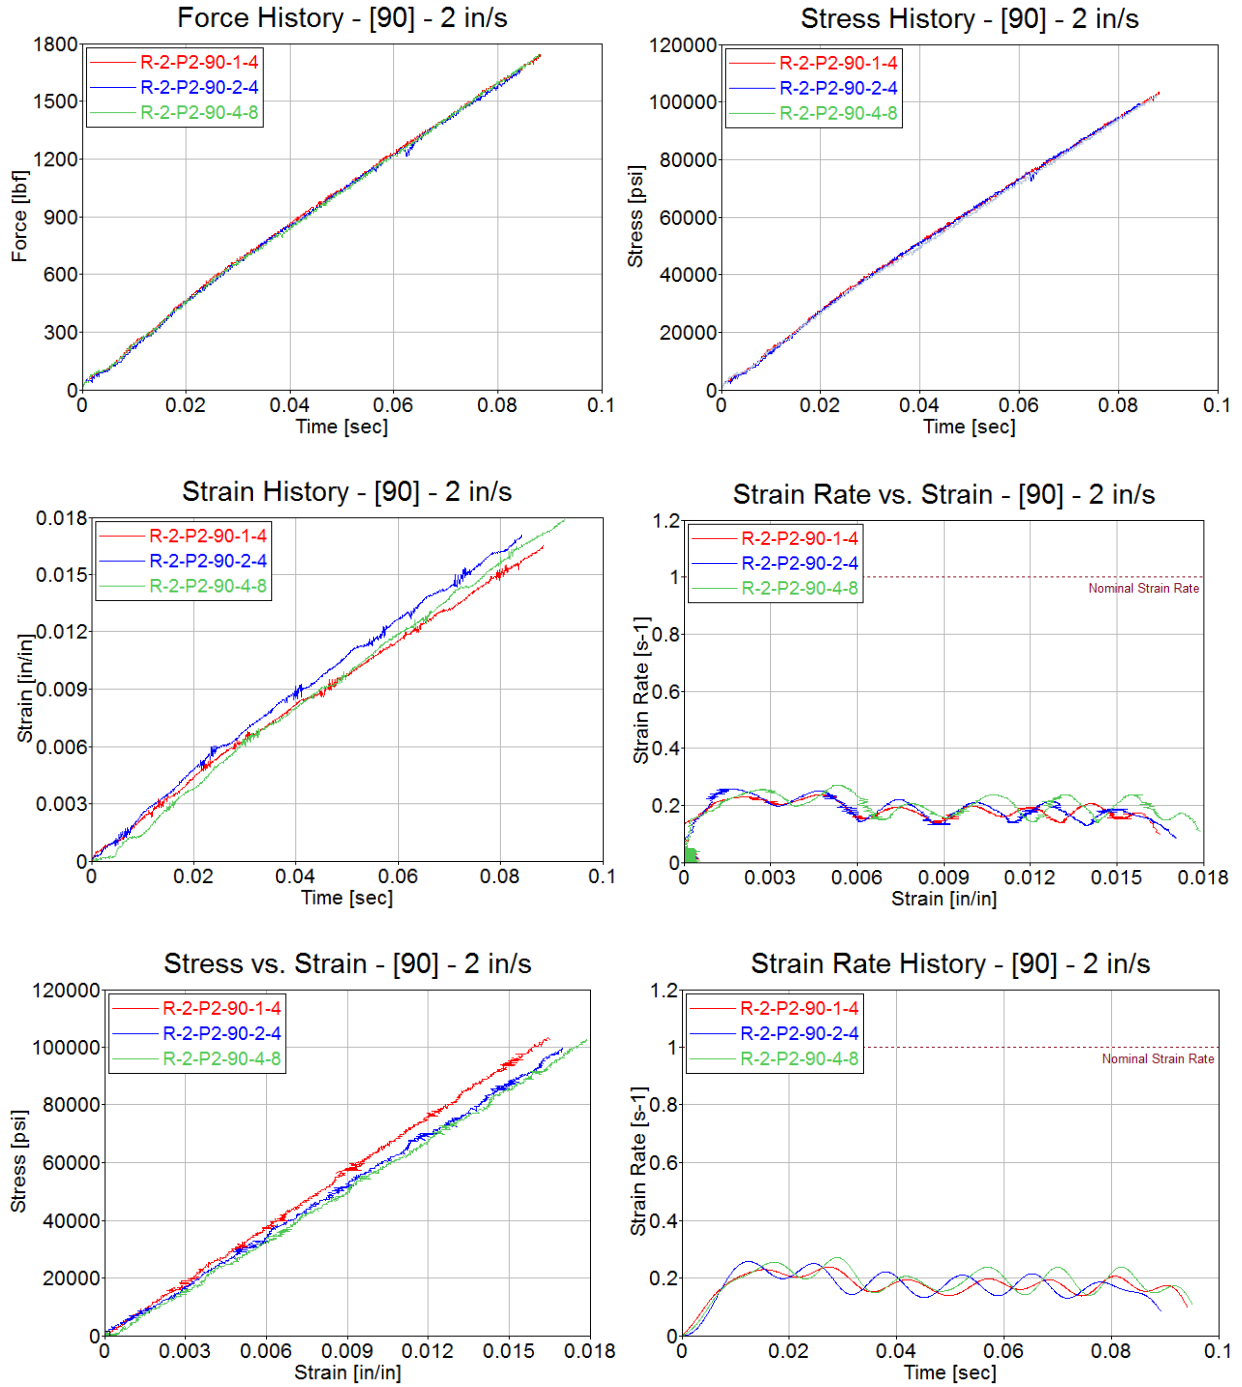 Force History - [90] - 2 in/s
1800
1500
1200
900
600
300
0
Force [lbf]
R-2-P2-90-1-4
R-2-P2-90-2-4
R-2-P2-90-4-8
0 0.02 0.04 0.06 0.08 0.1
Time [sec]
Stress History - [90] - 2 in/s
120000
100000
80000
60000
40000
20000
0
Stress [psi]
R-2-P2-90-1-4
R-2-P2-90-2-4
R-2-P2-90-4-8
0 0.02 0.04 0.06 0.08 0.1
Time [sec]
Strain History - [90] - 2 in/s
0.018
0.015
0.012
0.009
0.006
0.003
0
Strain [in/in]
R-2-P2-90-1-4
R-2-P2-90-2-4
R-2-P2-90-4-8
0 0.02 0.04 0.06 0.08 0.1
Time [sec]
Strain Rate vs. Strain - [90] - 2 in/s
1.2
1
0.8
0.6
0.4
0.2
0
Strain Rate [s-1]
R-2-P2-90-1-4
R-2-P2-90-2-4
R-2-P2-90-4-8
Nominal Strain Rate
0 0.003 0.006 0.009 0.012 0.015 0.018
Strain [in/in]
Stress vs. Strain - [90] - 2 in/s
120000
100000
80000
60000
40000
20000
0
Stress [psi]
R-2-P2-90-1-4
R-2-P2-90-2-4
R-2-P2-90-4-8
0 0.003 0.006 0.009 0.012 0.015 0.018
Strain [in/in]
Strain Rate History - [90] - 2 in/s
1.2
1
0.8
0.6
0.4
0.2
0
Strain Rate [s-1]
R-2-P2-90-1-4
R-2-P2-90-2-4
R-2-P2-90-4-8
Nominal Strain Rate
0 0.02 0.04 0.06 0.08 0.1
Time [sec]